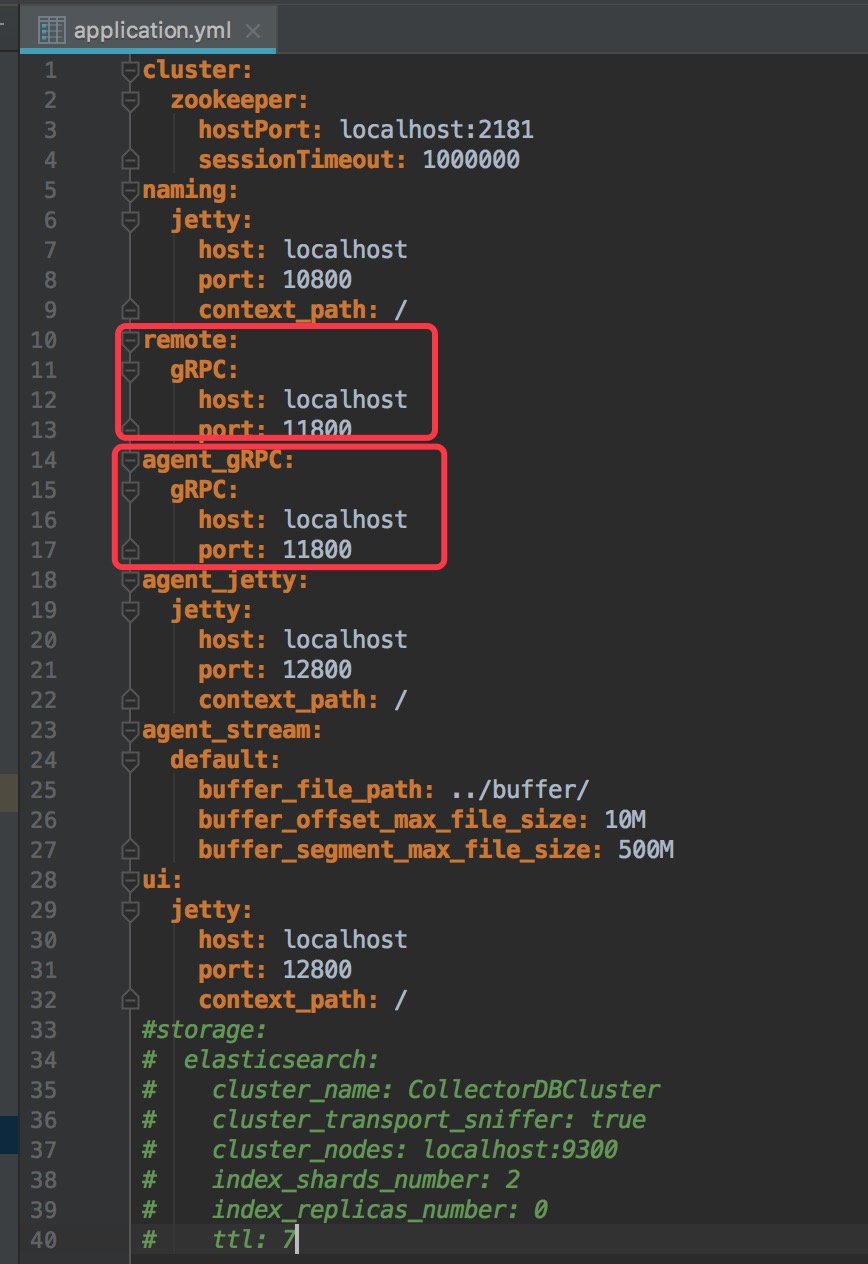 application.yml
1 cluster:
2   zookeeper:
3     hostPort: localhost:2181
4     sessionTimeout: 1000000
5 naming:
6   jetty:
7     host: localhost
8     port: 10800
9     context_path: /
10 remote:
11   gRPC:
12     host: localhost
13     port: 11800
14 agent_gRPC:
15   gRPC:
16     host: localhost
17     port: 11800
18 agent_jetty:
19   jetty:
20     host: localhost
21     port: 12800
22     context_path: /
23 agent_stream:
24   default:
25     buffer_file_path: ../buffer/
26     buffer_offset_max_file_size: 10M
27     buffer_segment_max_file_size: 500M
28 ui:
29   jetty:
30     host: localhost
31     port: 12800
32     context_path: /
33 #storage:
34 #  elasticsearch:
35 #    cluster_name: CollectorDBCluster
36 #    cluster_transport_sniffer: true
37 #    cluster_nodes: localhost:9300
38 #    index_shards_number: 2
39 #    index_replicas_number: 0
40 #    ttl: 7